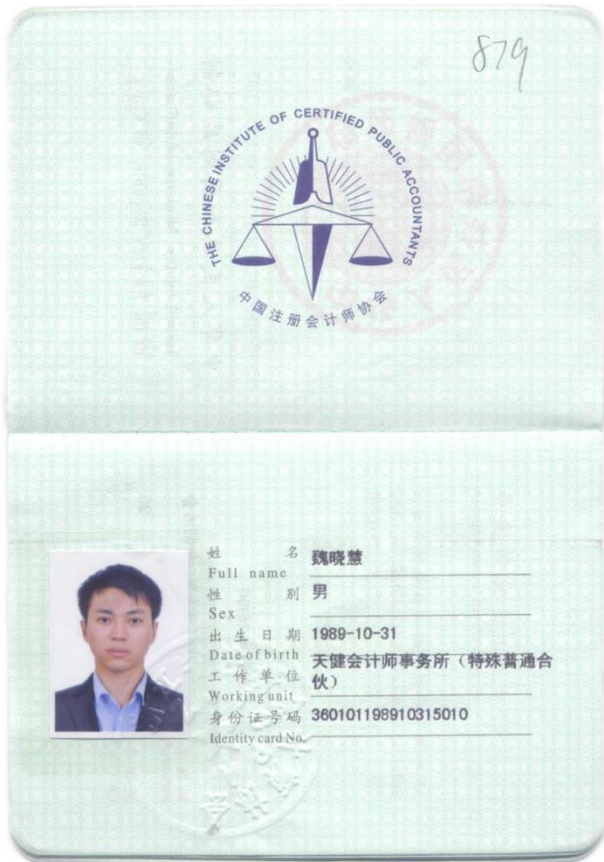 879
THE CHINESE INSTITUTE OF CERTIFIED PUBLIC ACCOUNTANTS
中国注册会计师协会
姓 名 魏晓慧
Full name
性 别 男
Sex
出生日期 1989-10-31
Date of birth
工作单位 天健会计师事务所（特殊普通合
伙）
Working unit
身份证号码 360101198910315010
Identity card No.